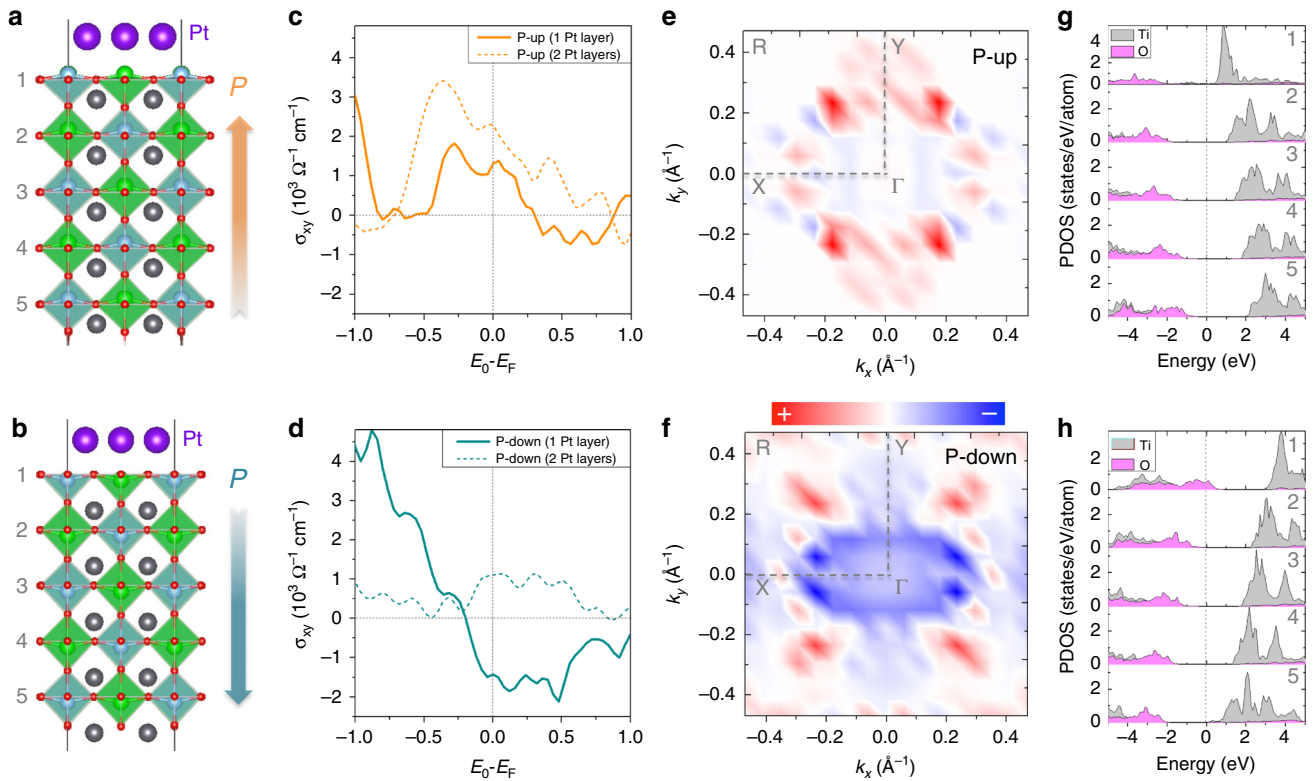 a
Pt
1
2
3
4
5
P
c
P-up (1 Pt layer)
P-up (2 Pt layers)
σxy (10³ Ω⁻¹ cm⁻¹)
4
3
2
1
0
−1
−2
−1.0
−0.5
0.0
0.5
1.0
E₀-E_F
e
R
Y
P-up
X
Γ
k_y (Å⁻¹)
0.4
0.2
0.0
−0.2
−0.4
−0.4
−0.2
0.0
0.2
0.4
k_x (Å⁻¹)
g
Ti
O
PDOS (states/eV/atom)
4
2
0
1
2
0
2
2
0
3
2
0
4
2
0
5
−4
−2
0
2
4
Energy (eV)
b
Pt
1
2
3
4
5
P
d
P-down (1 Pt layer)
P-down (2 Pt layers)
σxy (10³ Ω⁻¹ cm⁻¹)
4
3
2
1
0
−1
−2
−1.0
−0.5
0.0
0.5
1.0
E₀-E_F
+
−
f
R
Y
P-down
X
Γ
k_y (Å⁻¹)
0.4
0.2
0.0
−0.2
−0.4
−0.4
−0.2
0.0
0.2
0.4
k_x (Å⁻¹)
h
Ti
O
PDOS (states/eV/atom)
4
2
0
1
2
0
2
2
0
3
2
0
4
2
0
5
−4
−2
0
2
4
Energy (eV)